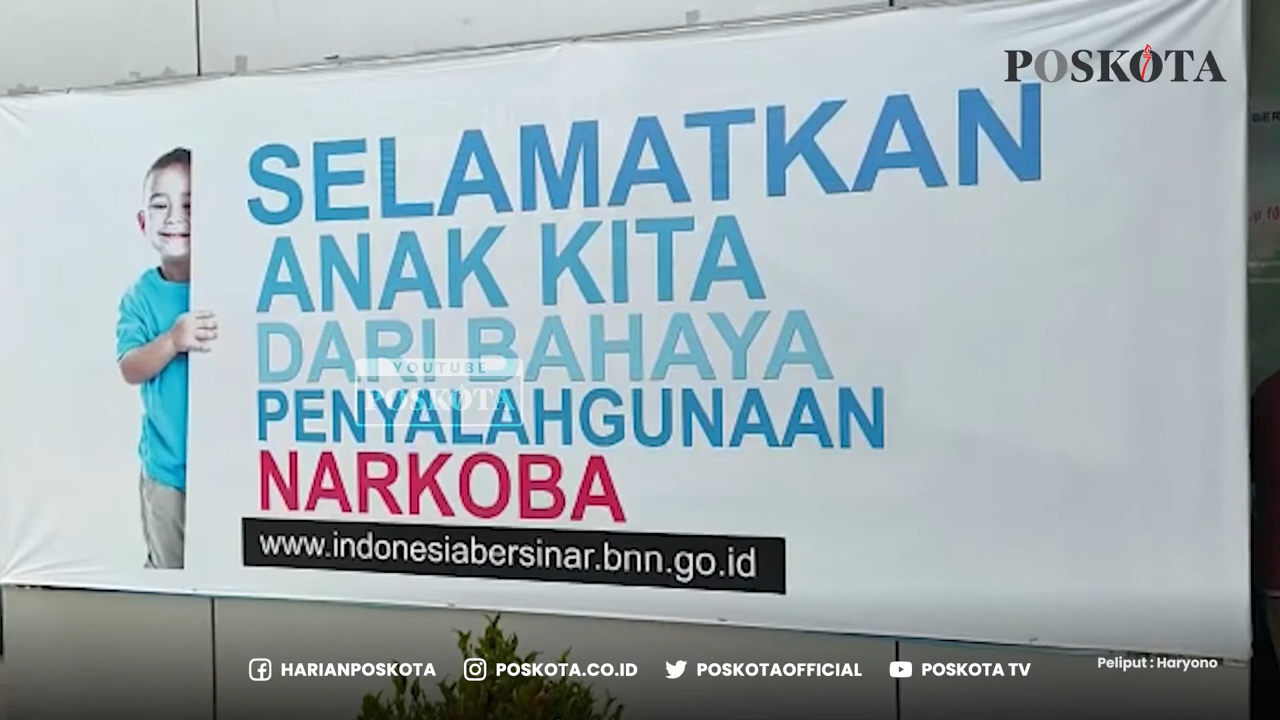 POSKOTA
SELAMATKAN
ANAK KITA
DARI BAHAYA
YOUTUBE
POSKOTA
PENYALAHGUNAAN
NARKOBA
www.indonesiabersinar.bnn.go.id
HARIANPOSKOTA POSKOTA.CO.ID POSKOTAOFFICIAL POSKOTA TV
Peliput : Haryono